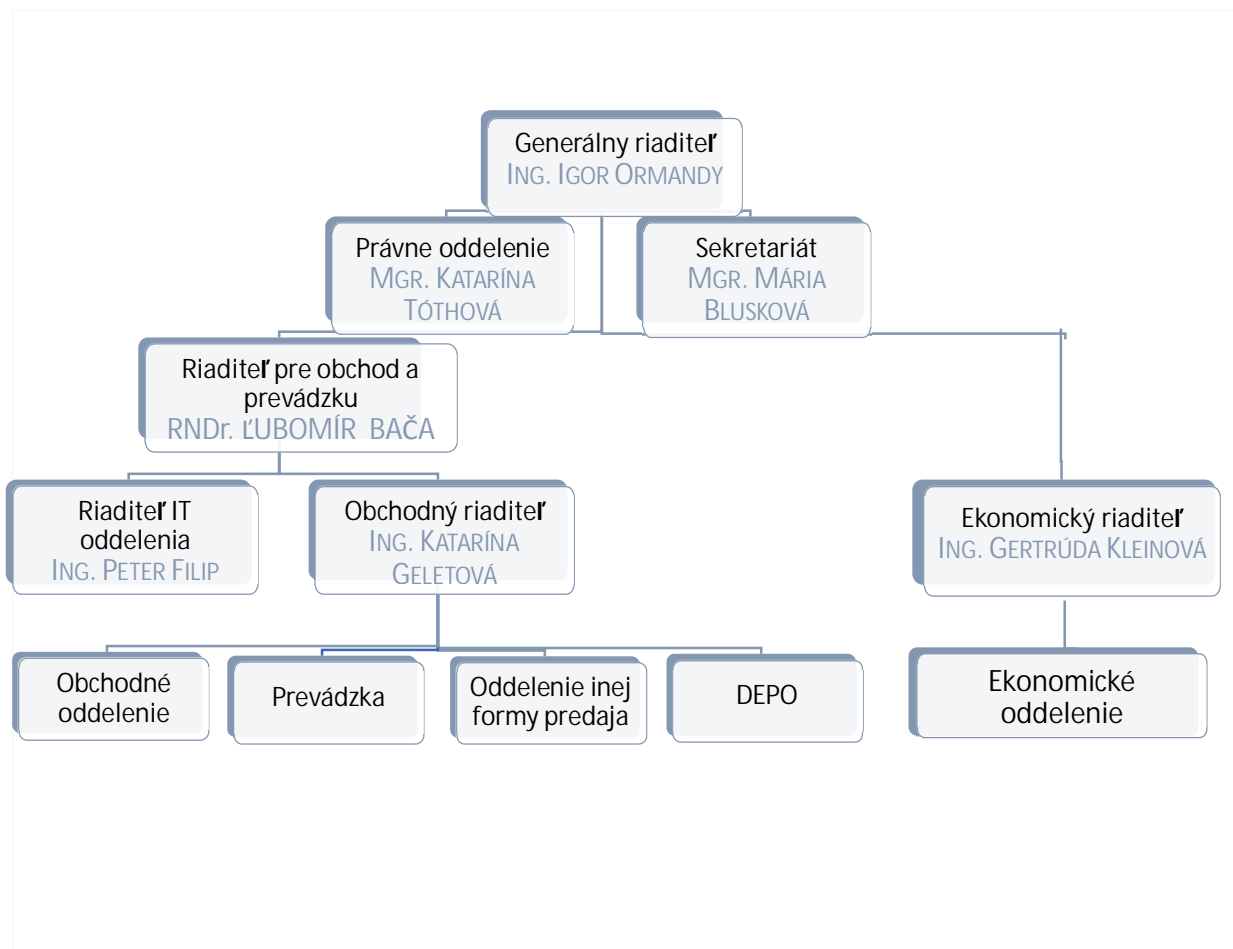 Generálny riaditeľ
ING. IGOR ORMANDY
Právne oddelenie
MGR. KATARÍNA
TÓTHOVÁ
Sekretariát
MGR. MÁRIA
BLUSKOVÁ
Riaditeľ pre obchod a
prevádzku
RNDr. ĽUBOMÍR BAČA
Riaditeľ IT
oddelenia
ING. PETER FILIP
Obchodný riaditeľ
ING. KATARÍNA
GELETOVÁ
Ekonomický riaditeľ
ING. GERTRÚDA KLEINOVÁ
Obchodné
oddelenie
Prevádzka
Oddelenie inej
formy predaja
DEPO
Ekonomické
oddelenie